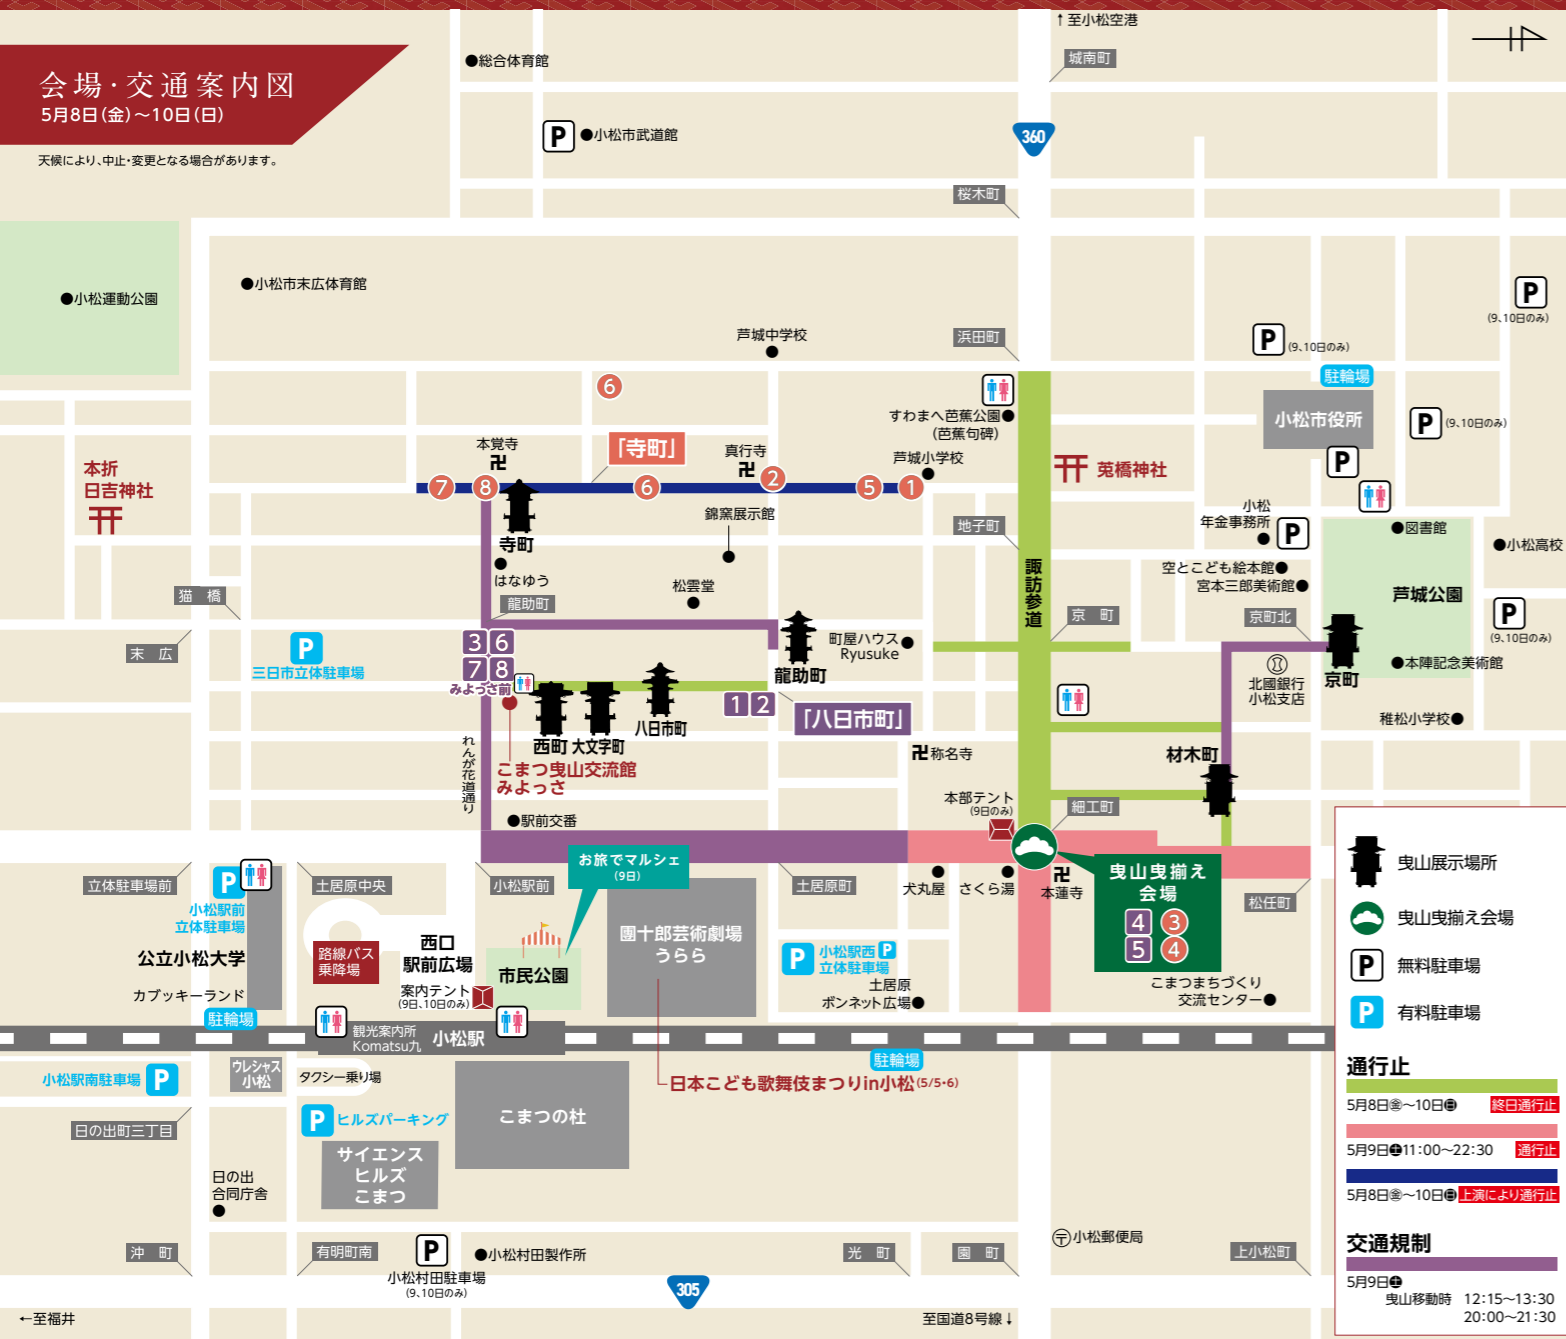 会場・交通案内図
5月8日(金)～10日(日)
天候により、中止・変更となる場合があります。
↑至小松空港
城南町
●総合体育館
P ●小松市武道館
360
桜木町
●小松運動公園
●小松市末広体育館
芦城中学校
浜田町
P
(9、10日のみ)
P (9、10日のみ)
駐輪場
小松市役所
P (9、10日のみ)
P
6
すわまへ芭蕉公園●
(芭蕉句碑)
本覚寺
「寺町」
真行寺
芦城小学校
7
8
6
2
5
1
本折
日吉神社
菟橋神社
寺町
錦窯展示館
地子町
小松
年金事務所
P
●図書館
●小松高校
はなゆう
松雲堂
諏訪参道
空とこども絵本館●
宮本三郎美術館●
芦城公園
猫 橋
龍助町
京 町
京町北
P
(9、10日のみ)
末 広
P
三日市立体駐車場
3 6
7 8
みよっさ前
町屋ハウス
Ryusuke
龍助町
北國銀行
小松支店
京町
●本陣記念美術館
1 2
「八日市町」
稚松小学校●
西町
大文字町
八日市町
れんが花道通り
こまつ曳山交流館
みよっさ
称名寺
材木町
本部テント
(9日のみ)
細工町
●駅前交番
お旅でマルシェ
(9日)
立体駐車場前
土居原中央
小松駅前
土居原町
犬丸屋
さくら湯
本蓮寺
曳山曳揃え
会場
4 3
5 4
松任町
P
小松駅前
立体駐車場
公立小松大学
カブッキーランド
駐輪場
路線バス
乗降場
西口
駅前広場
案内テント
(9日、10日のみ)
市民公園
團十郎芸術劇場
うらら
P 小松駅西 P
立体駐車場
土居原
ボンネット広場●
こまつまちづくり
交流センター●
観光案内所
Komatsu九
小松駅
駐輪場
小松駅南駐車場 P
ウレシャス
小松
タクシー乗り場
日本こども歌舞伎まつりin小松(5/5・6)
日の出町三丁目
P ヒルズパーキング
こまつの杜
サイエンス
ヒルズ
こまつ
日の出
合同庁舎
沖 町
有明町南
P
小松村田駐車場
(9、10日のみ)
●小松村田製作所
305
光 町
園 町
〒小松郵便局
上小松町
←至福井
至国道8号線↓
曳山展示場所
曳山曳揃え会場
P 無料駐車場
P 有料駐車場
通行止
5月8日㊎～10日㊐ 終日通行止
5月9日㊏11:00～22:30 通行止
5月8日㊎～10日㊐ 上演により通行止
交通規制
5月9日㊏
曳山移動時 12:15～13:30
20:00～21:30